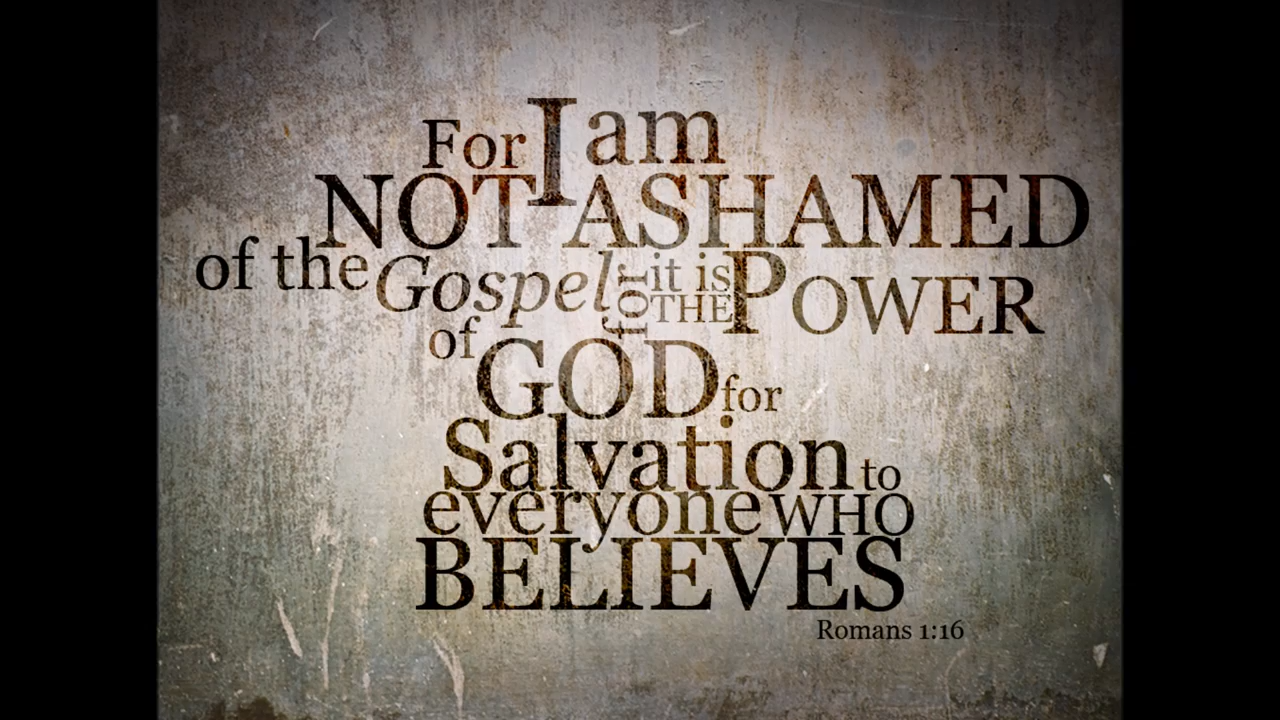 For I am
NOT ASHAMED
of the Gospel for it is THE POWER
of GOD for
Salvation to
everyone WHO
BELIEVES
Romans 1:16